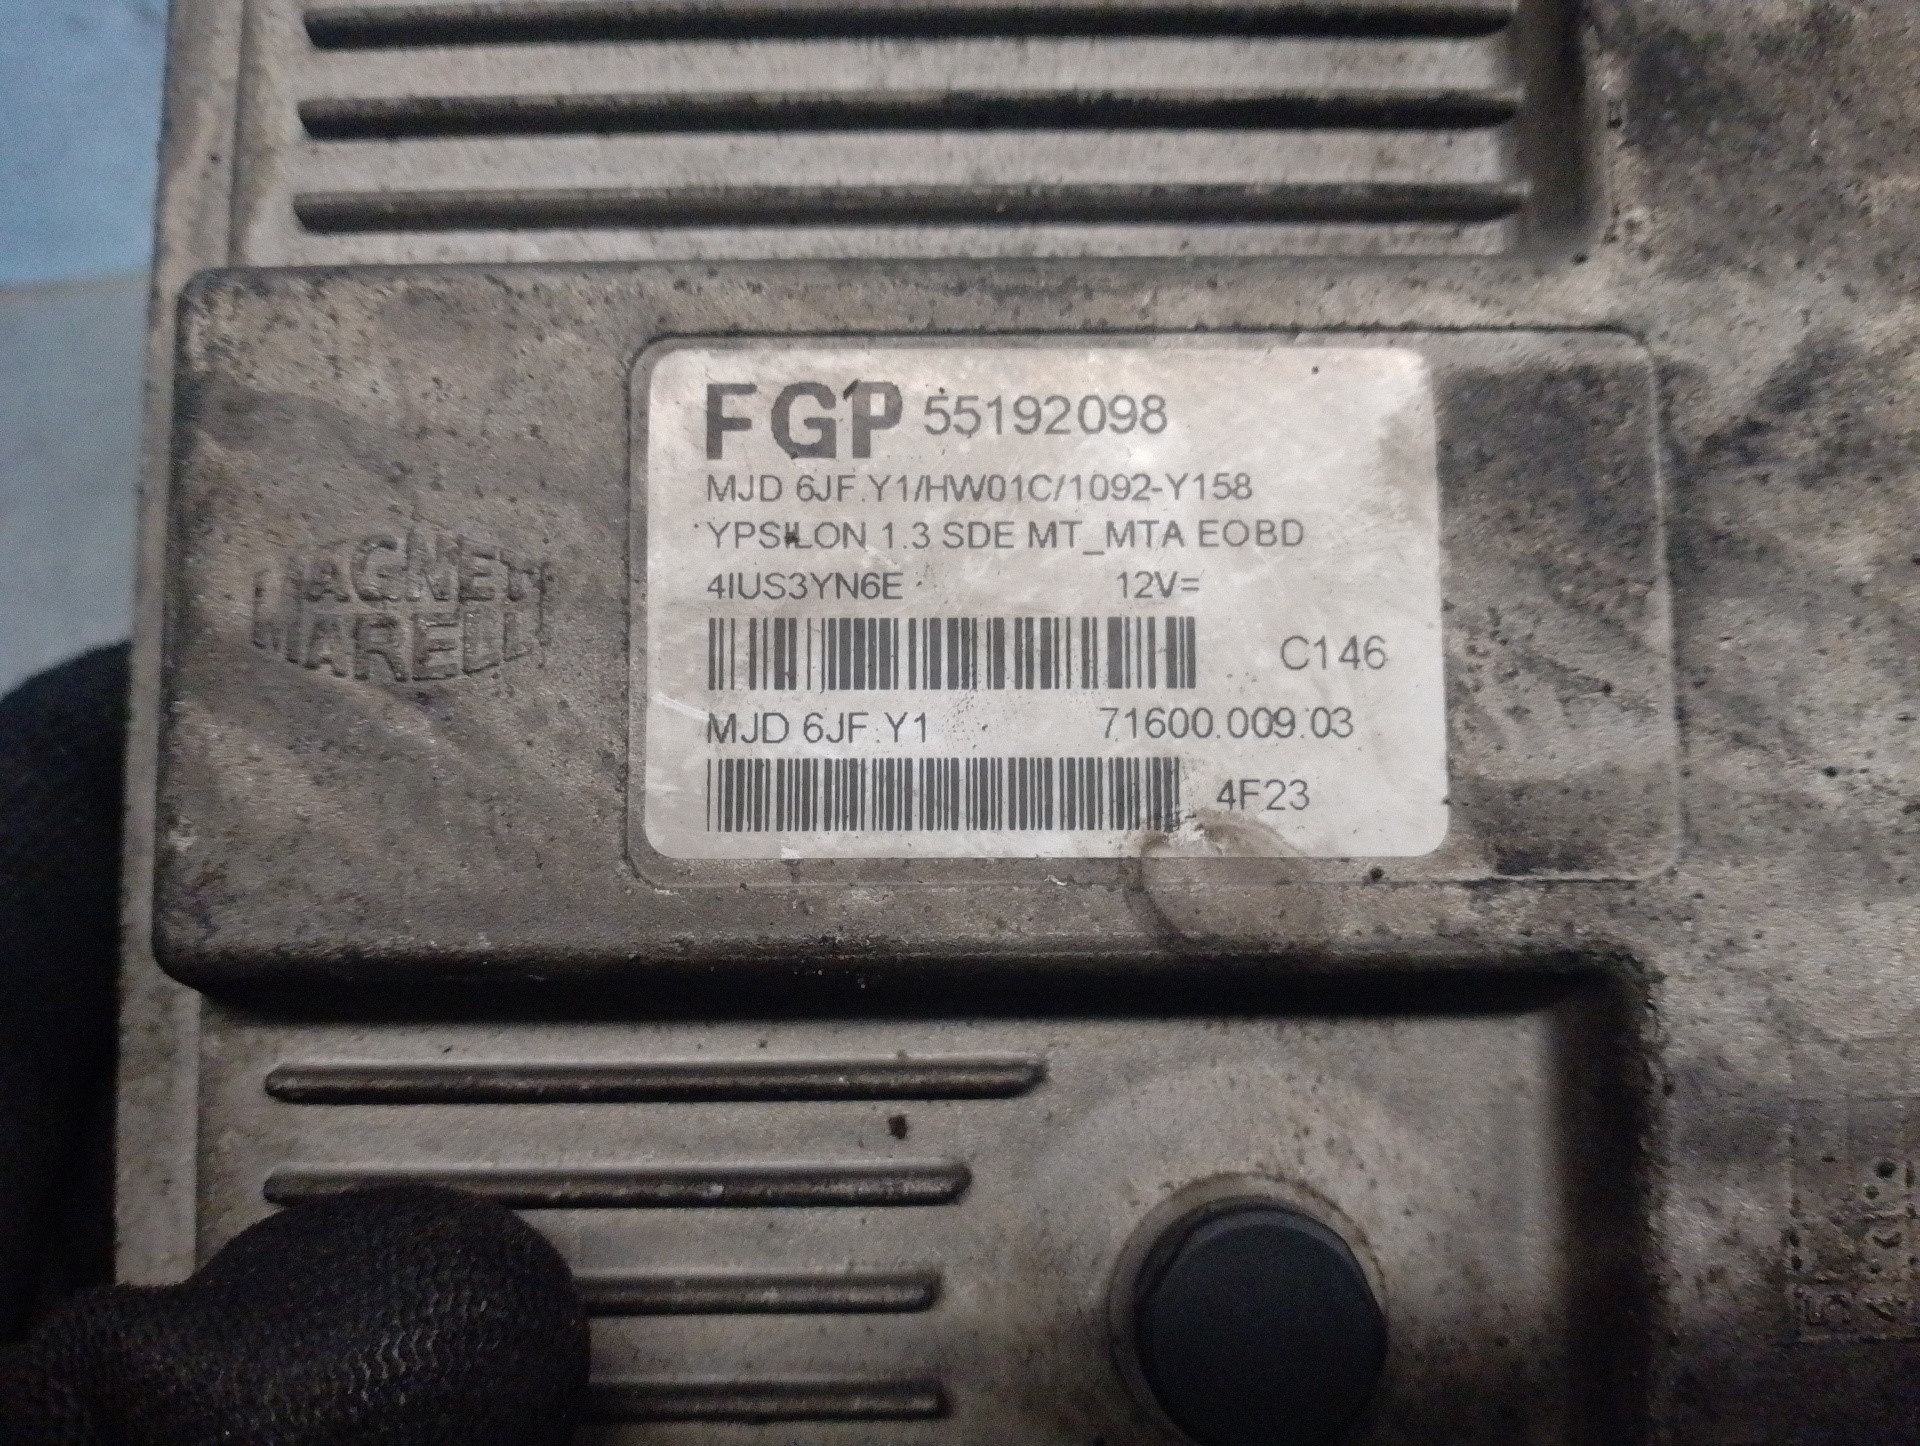 FGP 55192098
MJD 6JF.Y1/HW01C/1092-Y158
YPSILON 1.3 SDE MT_MTA EOBD
4IUS3YN6E 12V=
C146
MJD 6JF.Y1 71600.009.03
4F23
MAGNETI
MARELLI